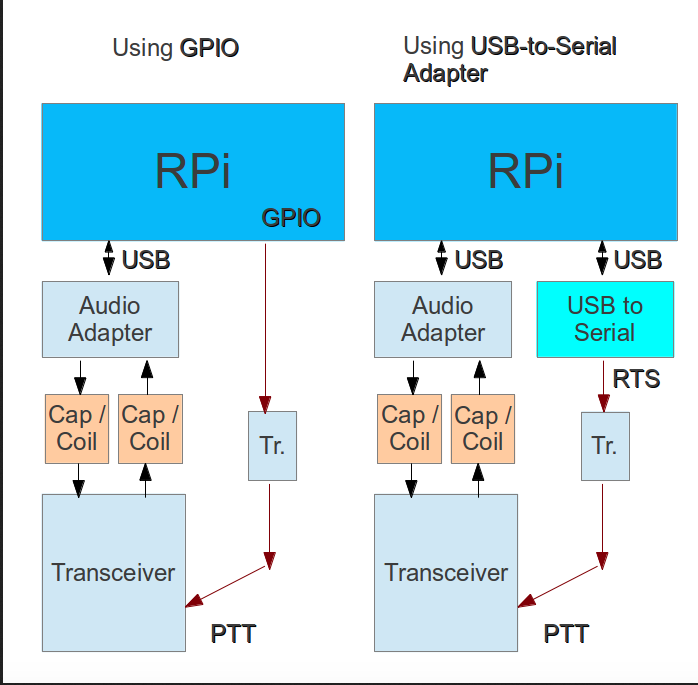 Using GPIO
RPi
GPIO
USB
Audio
Adapter
Cap /
Coil
Cap /
Coil
Tr.
Transceiver
PTT
Using USB-to-Serial
Adapter
RPi
USB
USB
Audio
Adapter
USB to
Serial
RTS
Cap /
Coil
Cap /
Coil
Tr.
Transceiver
PTT